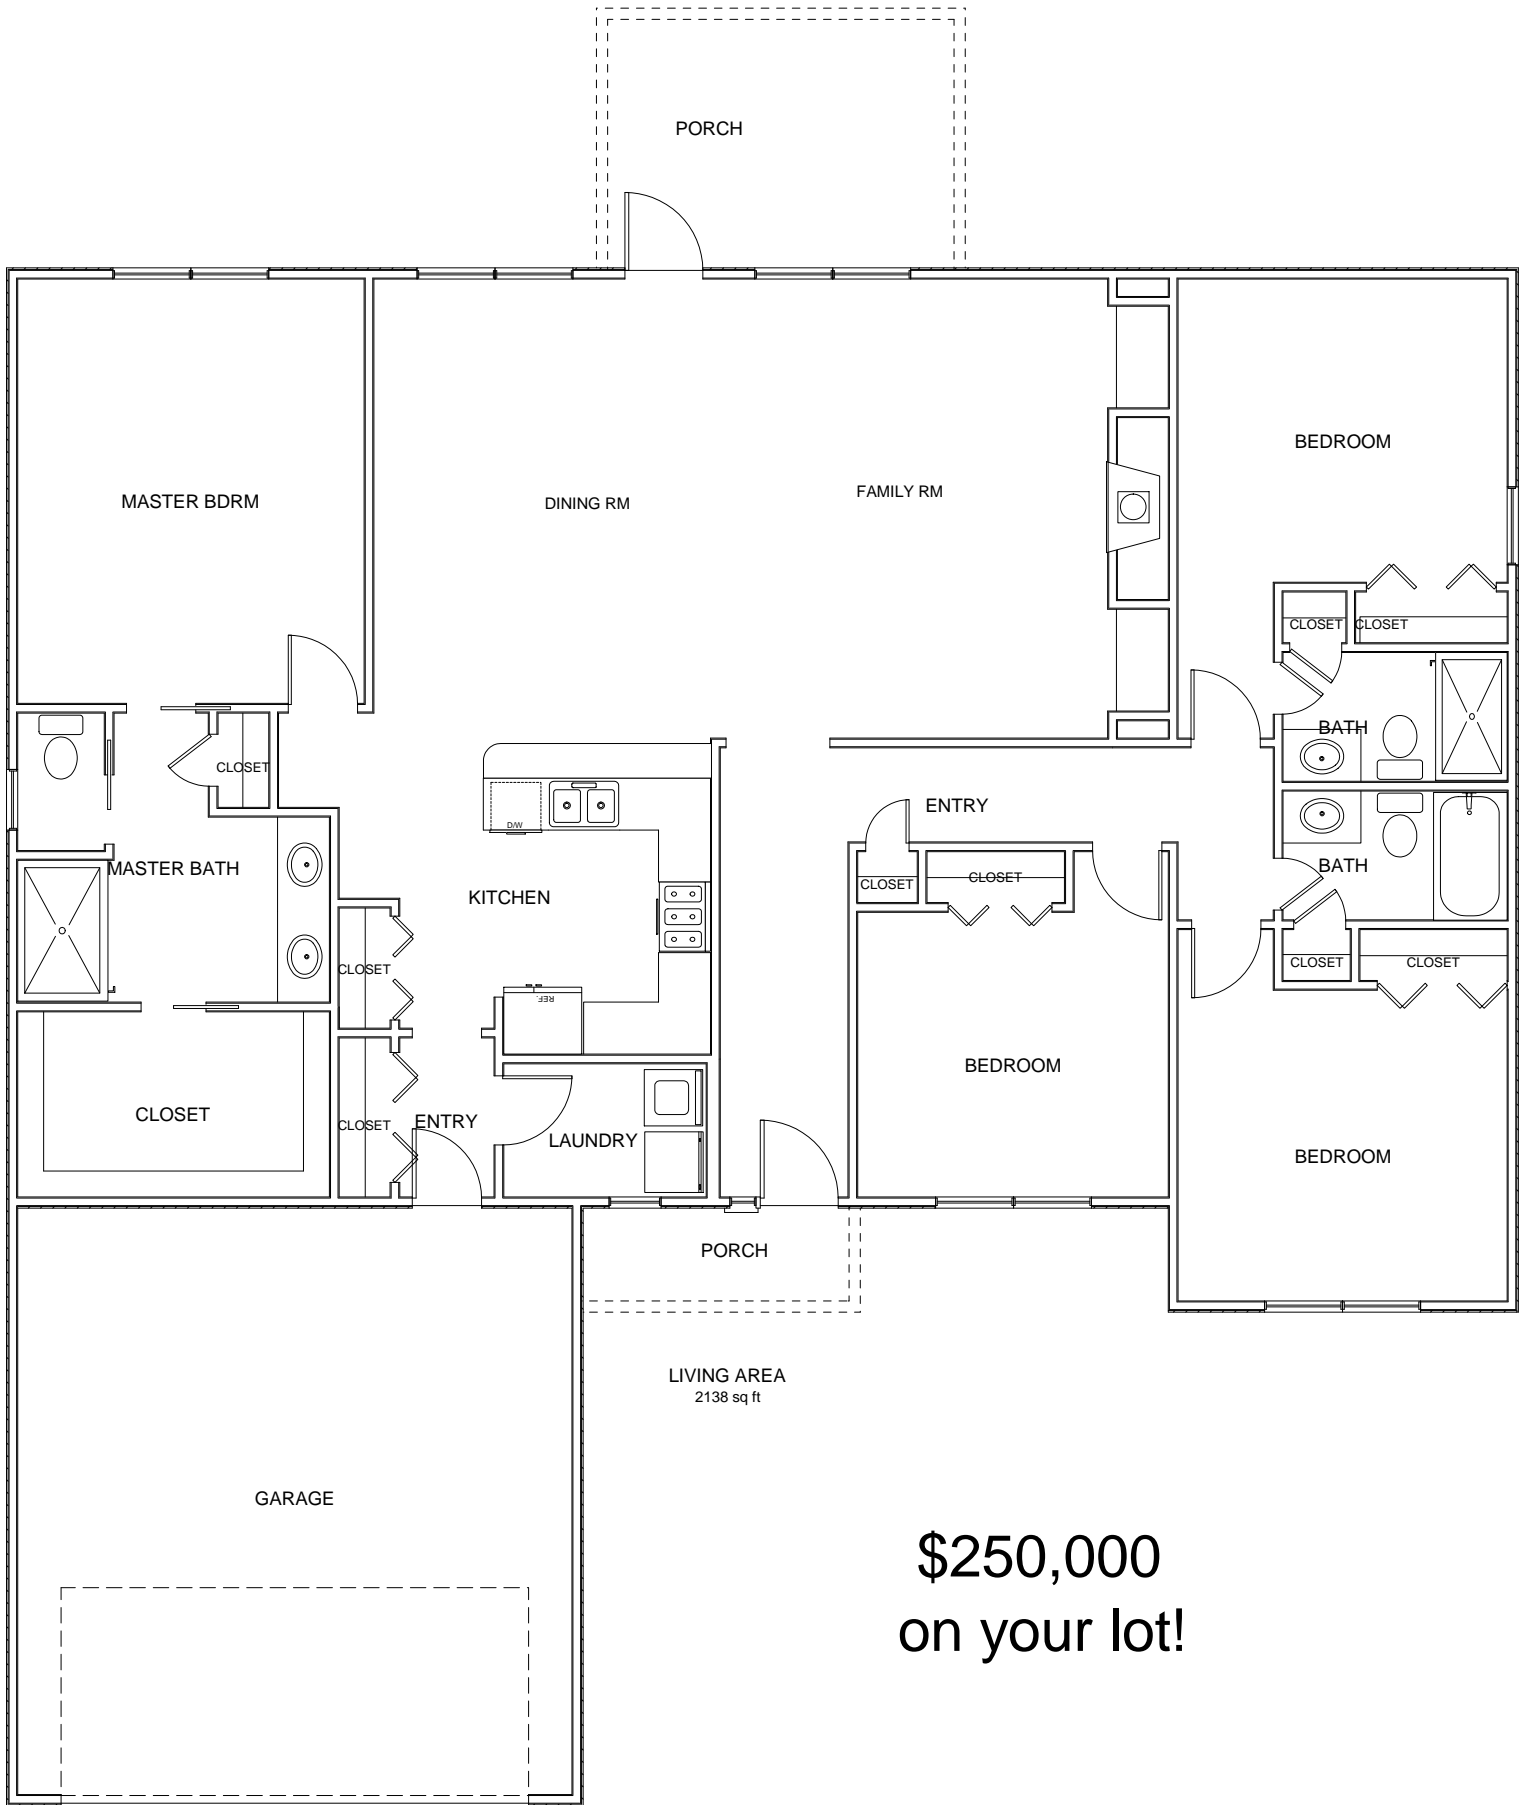 PORCH
BEDROOM
MASTER BDRM
DINING RM
FAMILY RM
CLOSET
CLOSET
BATH
CLOSET
ENTRY
D/W
MASTER BATH
BATH
KITCHEN
CLOSET
CLOSET
CLOSET
CLOSET
CLOSET
REF.
BEDROOM
CLOSET
CLOSET
ENTRY
LAUNDRY
BEDROOM
PORCH
LIVING AREA
2138 sq ft
GARAGE
$250,000
on your lot!